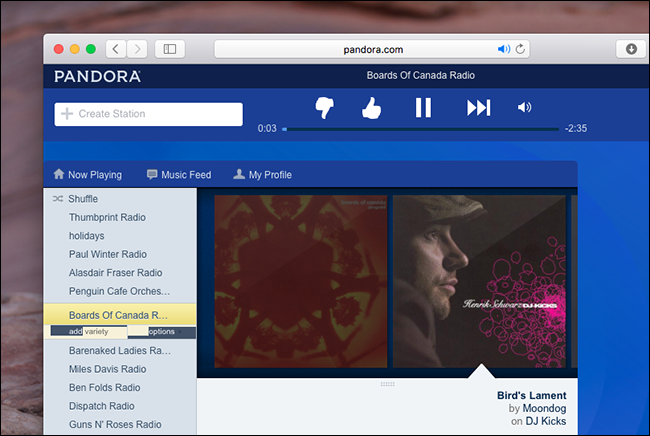 pandora.com
PANDORA
Boards Of Canada Radio
Create Station
0:03
-2:35
Now Playing
Music Feed
My Profile
Shuffle
Thumbprint Radio
holidays
Paul Winter Radio
Alasdair Fraser Radio
Penguin Cafe Orches...
Boards Of Canada R...
add variety
options
Barenaked Ladies Ra...
Miles Davis Radio
Ben Folds Radio
Dispatch Radio
Guns N' Roses Radio
boards of canada
Henrik Schwarz DJ-KICKS
Bird's Lament
by Moondog
on DJ Kicks